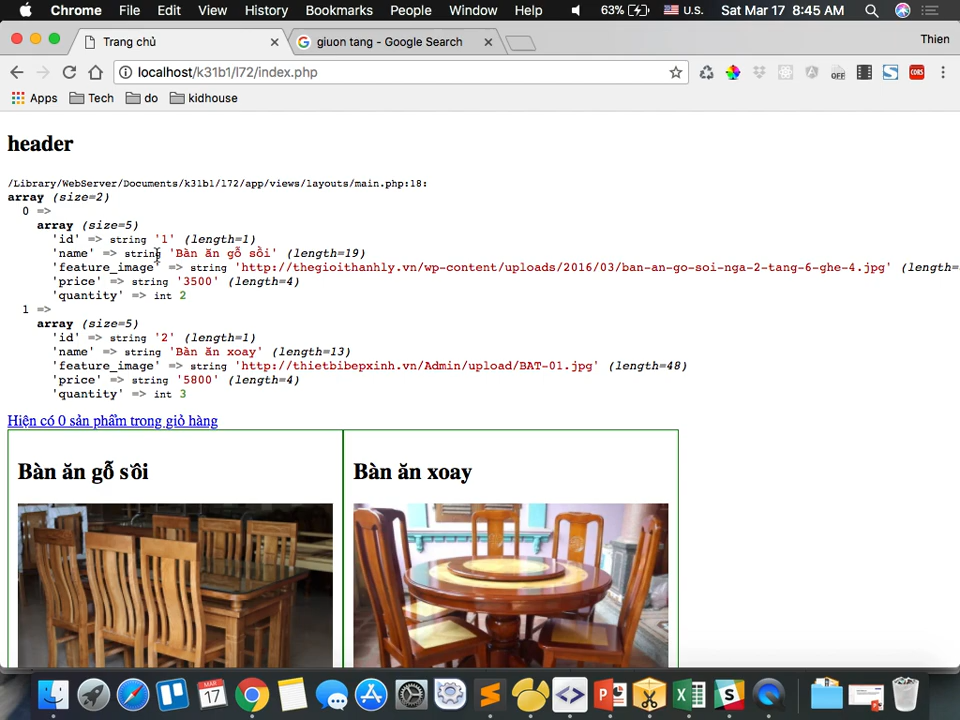 Chrome File Edit View History Bookmarks People Window Help 63% U.S. Sat Mar 17 8:45 AM
Trang chủ giuon tang - Google Search Thien
localhost/k31b1/l72/index.php OFF CORS
Apps Tech do kidhouse
header
/Library/WebServer/Documents/k31b1/l72/app/views/layouts/main.php:18:
array (size=2)
0 =>
array (size=5)
'id' => string '1' (length=1)
'name' => string 'Bàn ăn gỗ sồi' (length=19)
'feature_image' => string 'http://thegioithanhly.vn/wp-content/uploads/2016/03/ban-an-go-soi-nga-2-tang-6-ghe-4.jpg' (length=
'price' => string '3500' (length=4)
'quantity' => int 2
1 =>
array (size=5)
'id' => string '2' (length=1)
'name' => string 'Bàn ăn xoay' (length=13)
'feature_image' => string 'http://thietbibepxinh.vn/Admin/upload/BAT-01.jpg' (length=48)
'price' => string '5800' (length=4)
'quantity' => int 3
Hiện có 0 sản phẩm trong giỏ hàng
Bàn ăn gỗ sồi Bàn ăn xoay
MAR
17